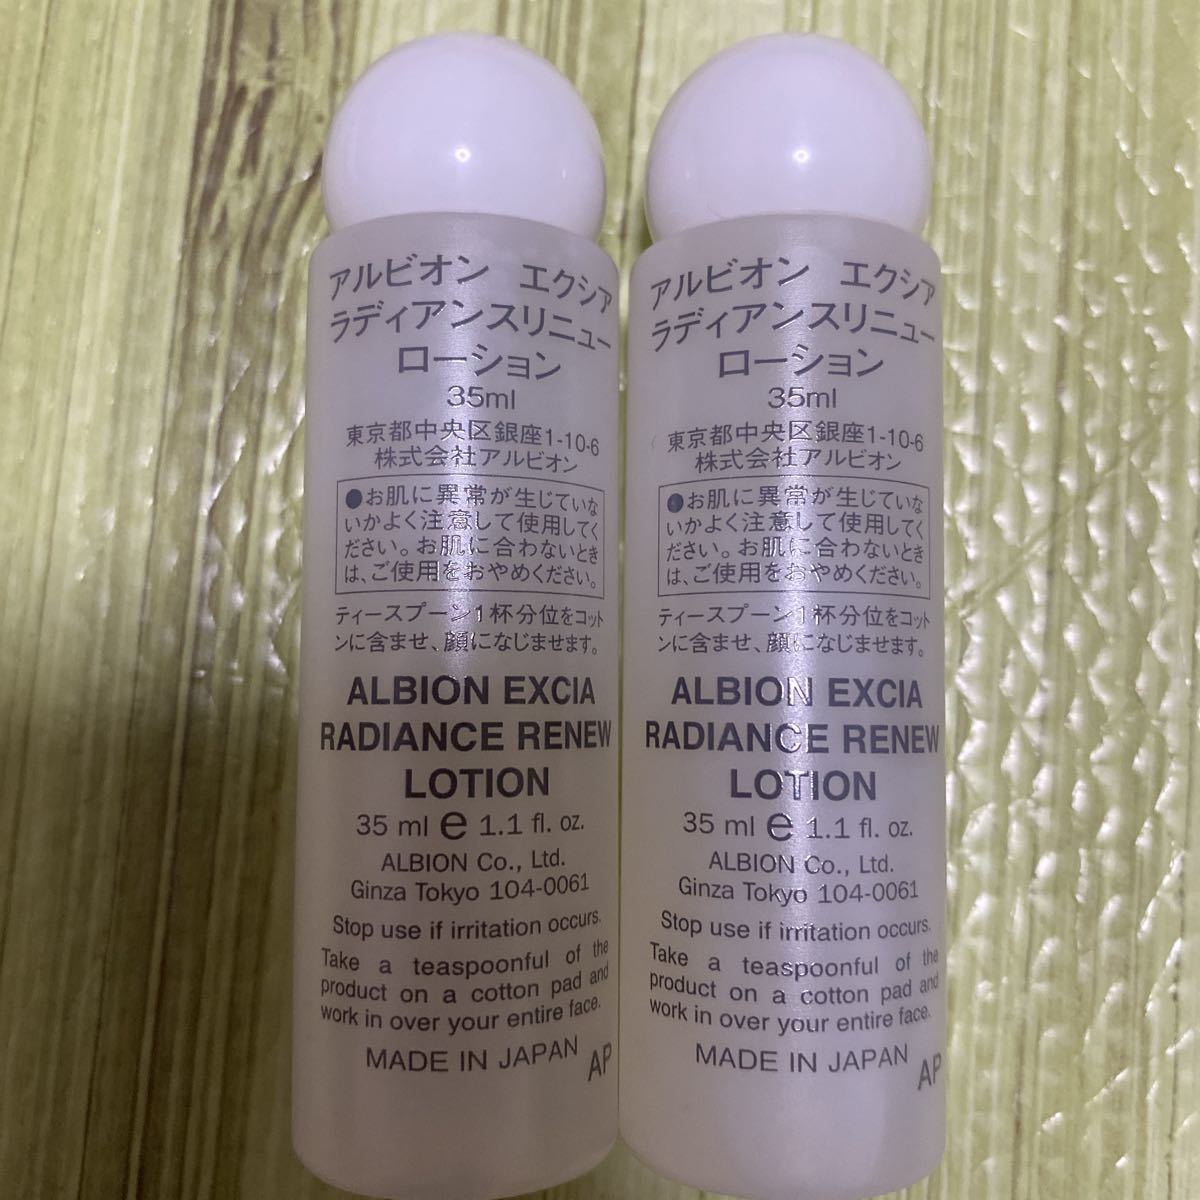 アルビオン エクシア
ラディアンスリニュー
ローション
35ml
東京都中央区銀座1-10-6
株式会社アルビオン
●お肌に異常が生じていな
いかよく注意して使用してく
ださい。お肌に合わないとき
は、ご使用をおやめください。
ティースプーン1杯分位をコット
ンに含ませ、顔になじませます。
ALBION EXCIA
RADIANCE RENEW
LOTION
35 ml e 1.1 fl. oz.
ALBION Co., Ltd.
Ginza Tokyo 104-0061
Stop use if irritation occurs.
Take a teaspoonful of the
product on a cotton pad and
work in over your entire face.
MADE IN JAPAN
AP
アルビオン エクシア
ラディアンスリニュー
ローション
35ml
東京都中央区銀座1-10-6
株式会社アルビオン
●お肌に異常が生じていな
いかよく注意して使用してく
ださい。お肌に合わないとき
は、ご使用をおやめください。
ティースプーン1杯分位をコット
ンに含ませ、顔になじませます。
ALBION EXCIA
RADIANCE RENEW
LOTION
35 ml e 1.1 fl. oz.
ALBION Co., Ltd.
Ginza Tokyo 104-0061
Stop use if irritation occurs.
Take a teaspoonful of the
product on a cotton pad and
work in over your entire face.
MADE IN JAPAN
AP